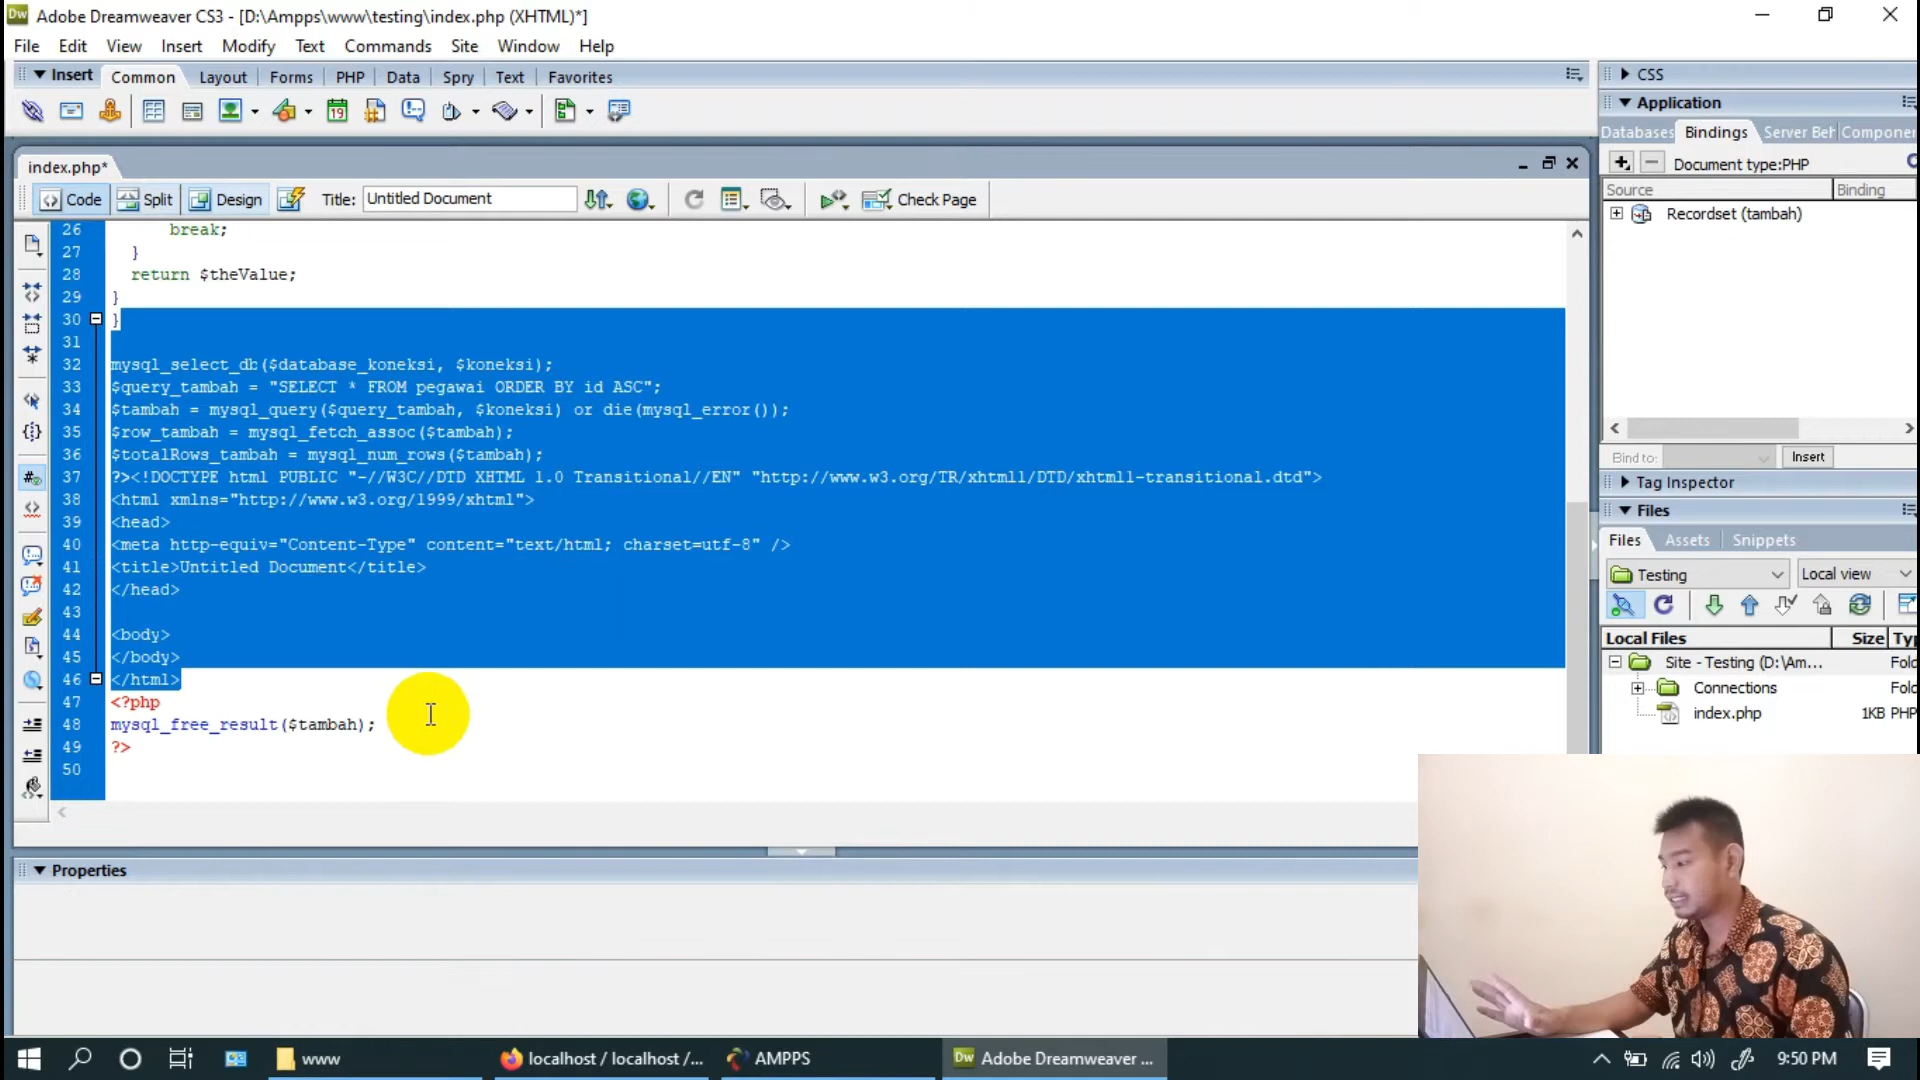 Adobe Dreamweaver CS3 - [D:\Ampps\www\testing\index.php (XHTML)*]
File Edit View Insert Modify Text Commands Site Window Help
Insert Common Layout Forms PHP Data Spry Text Favorites
CSS
Application
Databases Bindings Server Beh Componer
Document type:PHP
Source Binding
Recordset (tambah)
index.php*
Code Split Design Title: Untitled Document Check Page
26 break;
27 }
28 return $theValue;
29 }
30 }
31
32 mysql_select_db($database_koneksi, $koneksi);
33 $query_tambah = "SELECT * FROM pegawai ORDER BY id ASC";
34 $tambah = mysql_query($query_tambah, $koneksi) or die(mysql_error());
35 $row_tambah = mysql_fetch_assoc($tambah);
36 $totalRows_tambah = mysql_num_rows($tambah);
37 ?><!DOCTYPE html PUBLIC "-//W3C//DTD XHTML 1.0 Transitional//EN" "http://www.w3.org/TR/xhtml1/DTD/xhtml1-transitional.dtd">
38 <html xmlns="http://www.w3.org/1999/xhtml">
39 <head>
40 <meta http-equiv="Content-Type" content="text/html; charset=utf-8" />
41 <title>Untitled Document</title>
42 </head>
43
44 <body>
45 </body>
46 </html>
47 <?php
48 mysql_free_result($tambah);
49 ?>
50
Bind to: Insert
Tag Inspector
Files
Files Assets Snippets
Testing Local view
Local Files Size Typ
Site - Testing (D:\Am... Fold
Connections Fold
index.php 1KB PHP
Properties
www
localhost / localhost /...
AMPPS
Dw Adobe Dreamweaver ...
9:50 PM